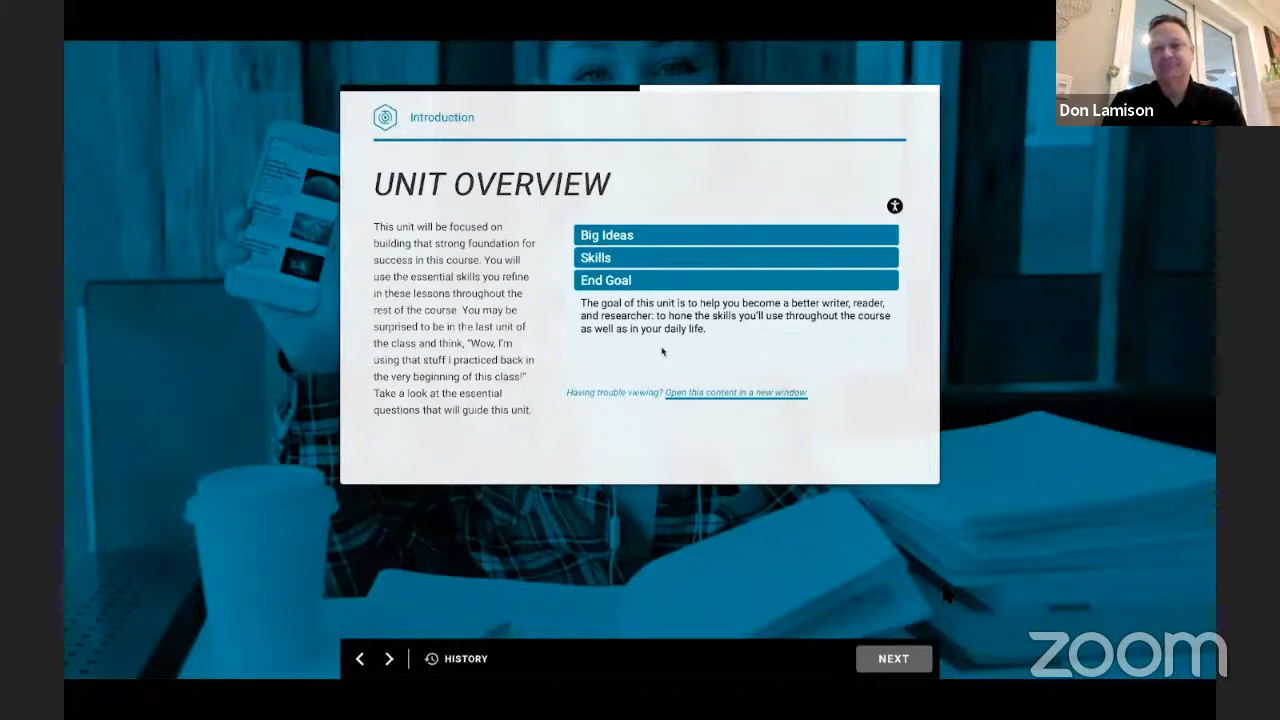 Don Lamison
Introduction
UNIT OVERVIEW
This unit will be focused on
building that strong foundation for
success in this course. You will
use the essential skills you refine
in these lessons throughout the
rest of the course. You may be
surprised to be in the last unit of
the class and think, "Wow, I'm
using that stuff I practiced back in
the very beginning of this class!"
Take a look at the essential
questions that will guide this unit.
Big Ideas
Skills
End Goal
The goal of this unit is to help you become a better writer, reader,
and researcher: to hone the skills you'll use throughout the course
as well as in your daily life.
Having trouble viewing? Open this content in a new window
HISTORY
NEXT
zoom